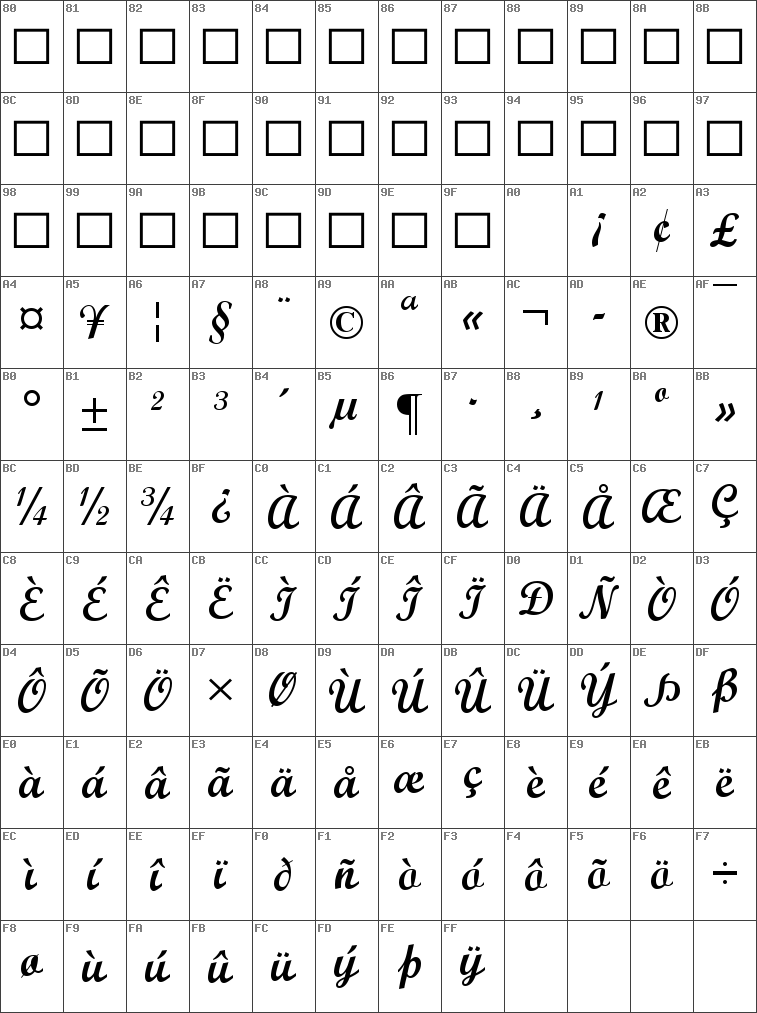 80 81 82 83 84 85 86 87 88 89 8A 8B
8C 8D 8E 8F 90 91 92 93 94 95 96 97
98 99 9A 9B 9C 9D 9E 9F A0 A1 A2 A3
¡ ¢ £
A4 A5 A6 A7 A8 A9 AA AB AC AD AE AF
¤ ¥ ¦ § ¨ © ª « ¬ - ® ¯
B0 B1 B2 B3 B4 B5 B6 B7 B8 B9 BA BB
° ± ² ³ ´ µ ¶ · ¸ ¹ º »
BC BD BE BF C0 C1 C2 C3 C4 C5 C6 C7
¼ ½ ¾ ¿ À Á Â Ã Ä Å Œ Ç
C8 C9 CA CB CC CD CE CF D0 D1 D2 D3
È É Ê Ë Ì Í Î Ï Ð Ñ Ò Ó
D4 D5 D6 D7 D8 D9 DA DB DC DD DE DF
Ô Õ Ö × Ø Ù Ú Û Ü Ý Þ ß
E0 E1 E2 E3 E4 E5 E6 E7 E8 E9 EA EB
à á â ã ä å æ ç è é ê ë
EC ED EE EF F0 F1 F2 F3 F4 F5 F6 F7
ì í î ï ð ñ ò ó ô õ ö ÷
F8 F9 FA FB FC FD FE FF
ø ù ú û ü ý þ ÿ